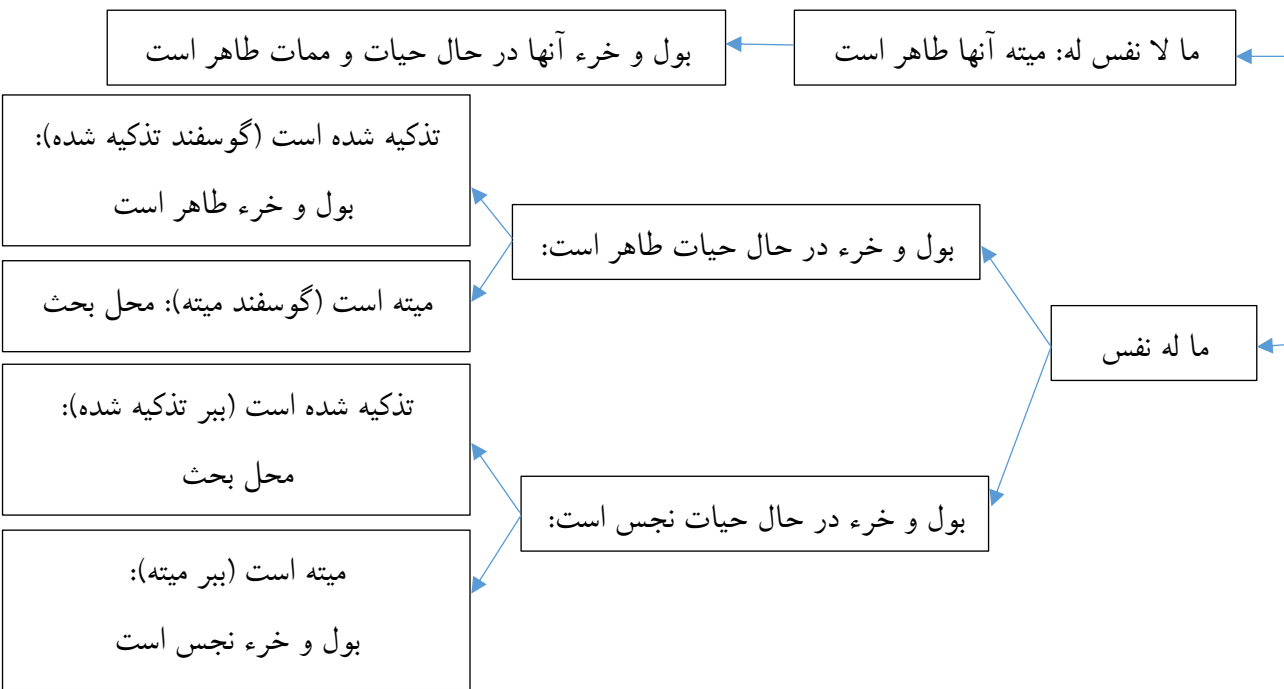 ما لا نفس له: میته آنها طاهر است
بول و خرء آنها در حال حیات و ممات طاهر است
ما له نفس
بول و خرء در حال حیات طاهر است:
تذکیه شده است (گوسفند تذکیه شده):
بول و خرء طاهر است
میته است (گوسفند میته): محل بحث
بول و خرء در حال حیات نجس است:
تذکیه شده است (ببر تذکیه شده):
محل بحث
میته است (ببر میته):
بول و خرء نجس است